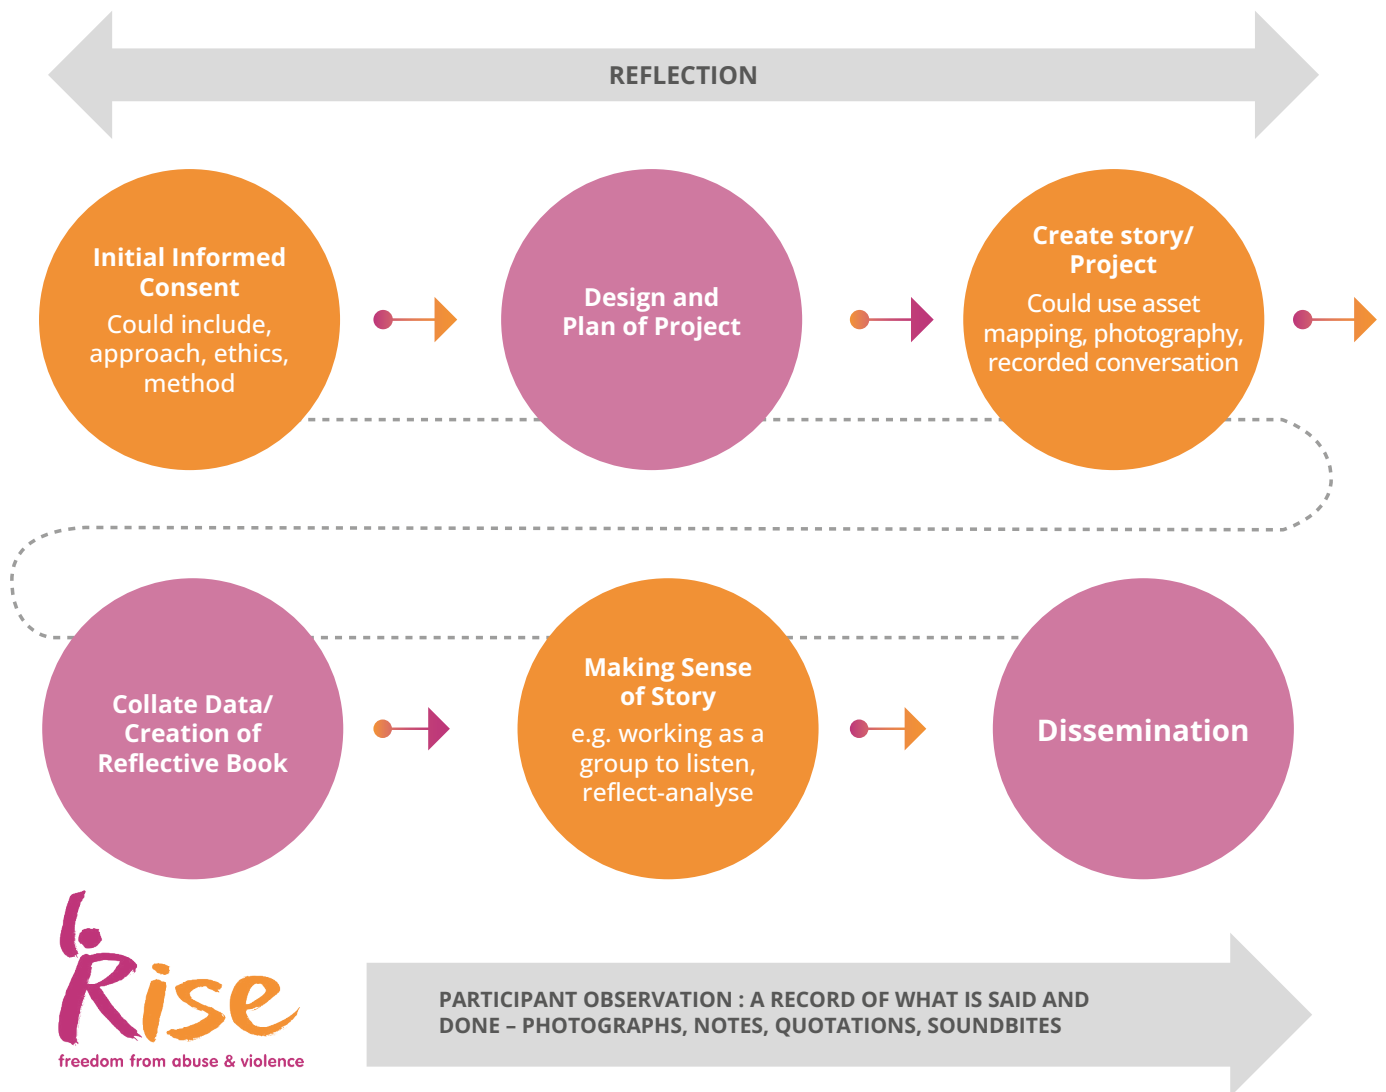 REFLECTION
Initial Informed
Consent
Could include,
approach, ethics,
method
Design and
Plan of Project
Create story/
Project
Could use asset
mapping, photography,
recorded conversation
Collate Data/
Creation of
Reflective Book
Making Sense
of Story
e.g. working as a
group to listen,
reflect-analyse
Dissemination
Rise
freedom from abuse & violence
PARTICIPANT OBSERVATION : A RECORD OF WHAT IS SAID AND
DONE – PHOTOGRAPHS, NOTES, QUOTATIONS, SOUNDBITES